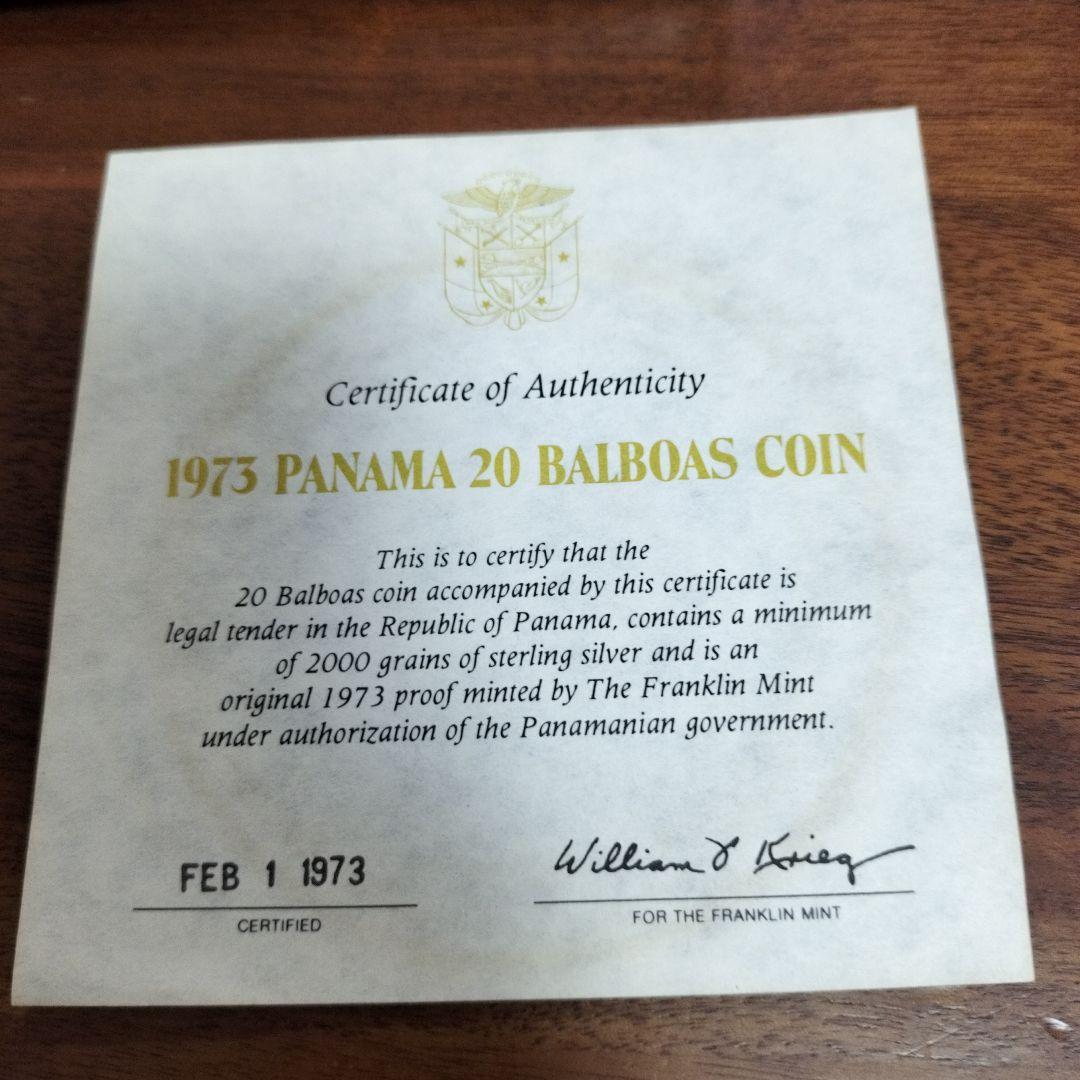 Certificate of Authenticity
1973 PANAMA 20 BALBOAS COIN
This is to certify that the
20 Balboas coin accompanied by this certificate is
legal tender in the Republic of Panama, contains a minimum
of 2000 grains of sterling silver and is an
original 1973 proof minted by The Franklin Mint
under authorization of the Panamanian government.
FEB 1 1973
CERTIFIED
William J Krieg
FOR THE FRANKLIN MINT